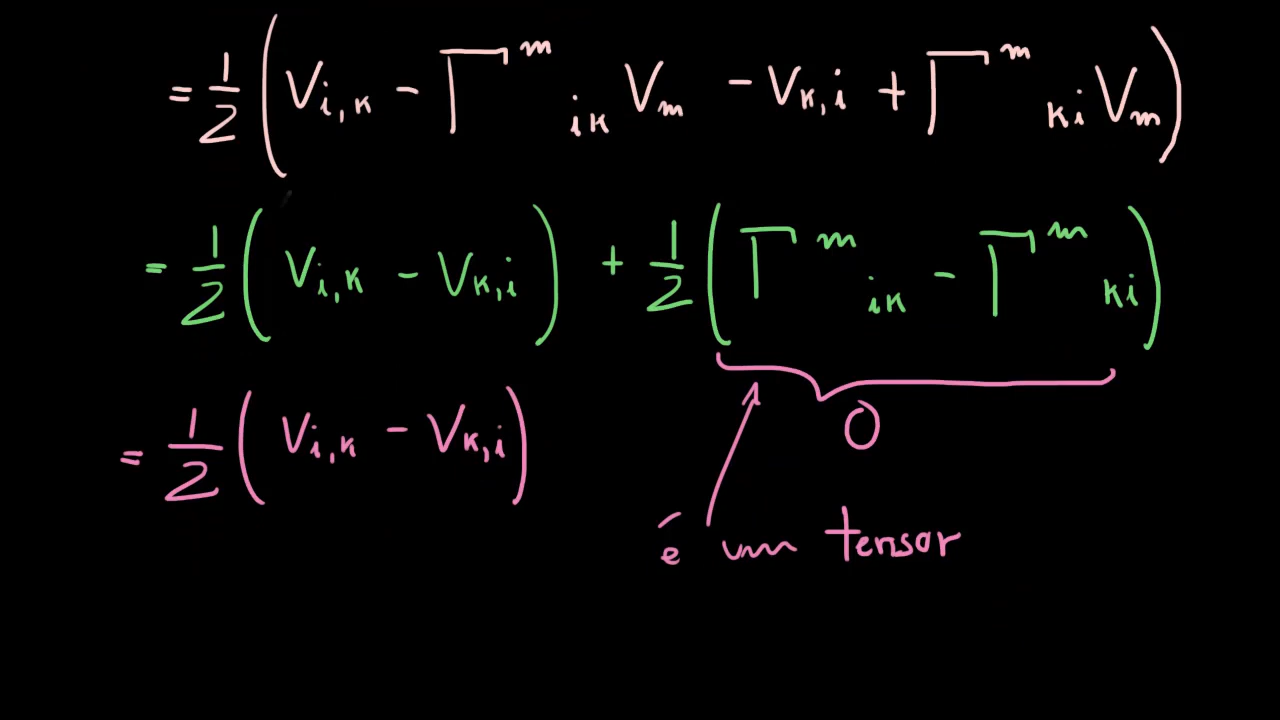 = 1/2 ( V_{i,k} − Γ^m_{ik} V_m − V_{k,i} + Γ^m_{ki} V_m )
= 1/2 ( V_{i,k} − V_{k,i} ) + 1/2 ( Γ^m_{ik} − Γ^m_{ki} )
0
= 1/2 ( V_{i,k} − V_{k,i} )
é um tensor